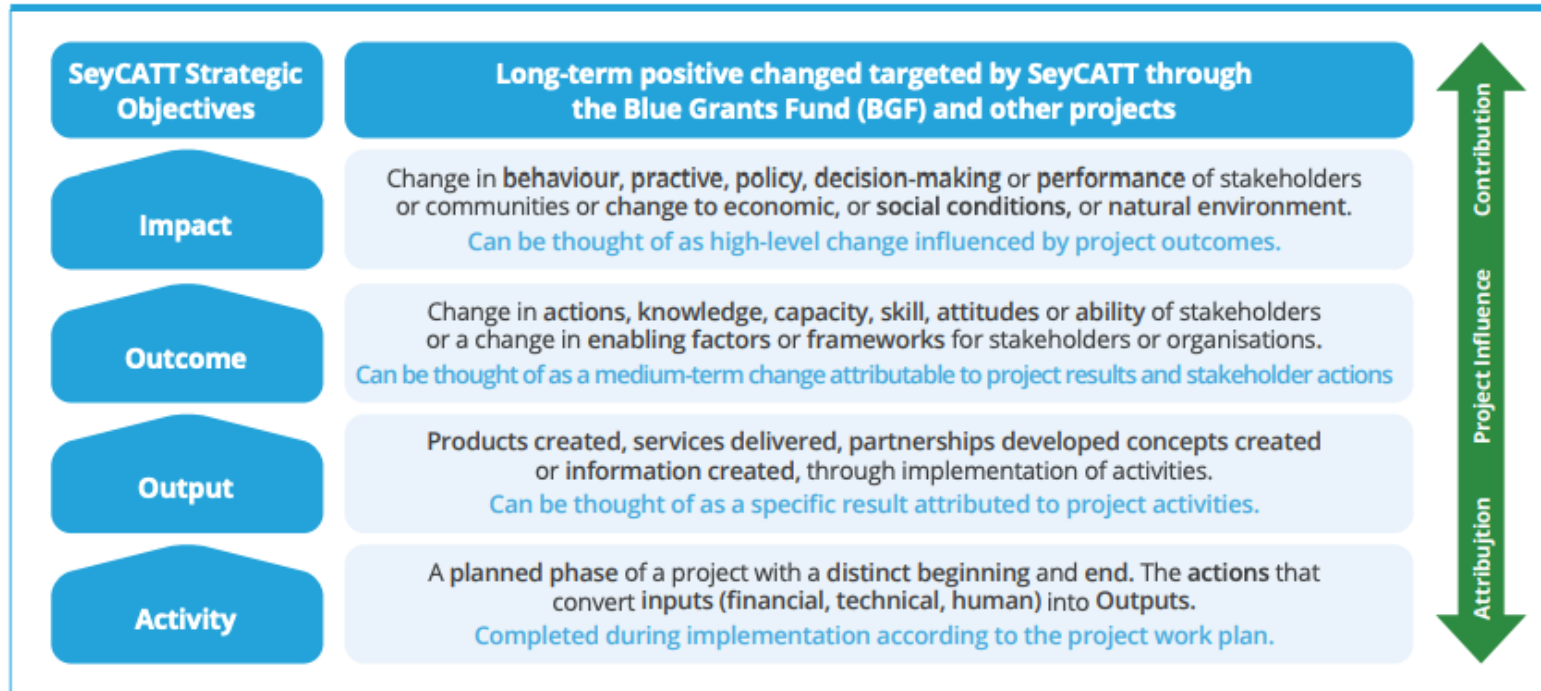 SeyCATT Strategic
Objectives
Long-term positive changed targeted by SeyCATT through
the Blue Grants Fund (BGF) and other projects
Impact
Change in behaviour, practive, policy, decision-making or performance of stakeholders
or communities or change to economic, or social conditions, or natural environment.
Can be thought of as high-level change influenced by project outcomes.
Outcome
Change in actions, knowledge, capacity, skill, attitudes or ability of stakeholders
or a change in enabling factors or frameworks for stakeholders or organisations.
Can be thought of as a medium-term change attributable to project results and stakeholder actions
Output
Products created, services delivered, partnerships developed concepts created
or information created, through implementation of activities.
Can be thought of as a specific result attributed to project activities.
Activity
A planned phase of a project with a distinct beginning and end. The actions that
convert inputs (financial, technical, human) into Outputs.
Completed during implementation according to the project work plan.
Contribution
Project Influence
Attribujtion